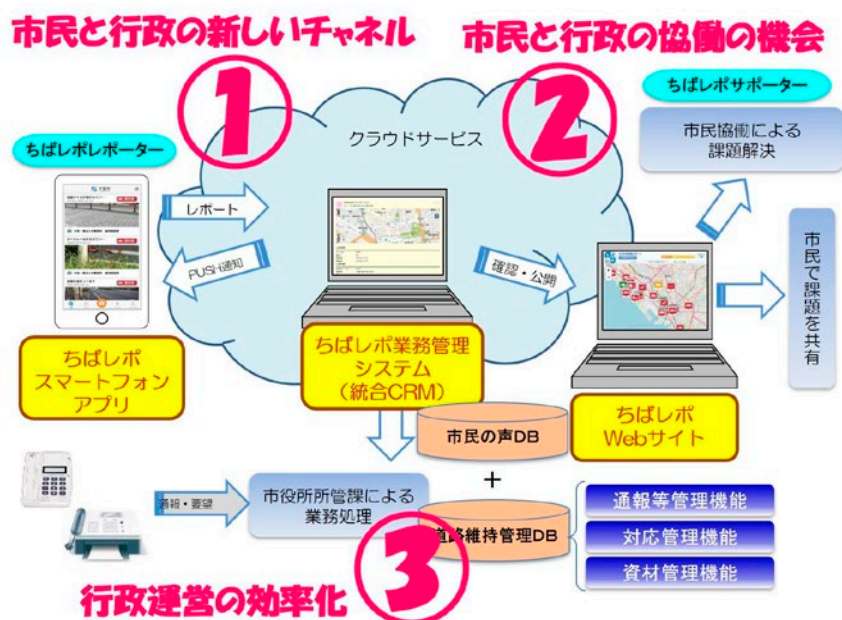 市民と行政の新しいチャネル
市民と行政の協働の機会
1
2
ちばレポサポーター
クラウドサービス
市民協働による
課題解決
ちばレポレポーター
レポート
PUSH通知
確認・公開
市民で課題を共有
ちばレポ
スマートフォン
アプリ
ちばレポ業務管理
システム
（統合CRM）
ちばレポ
Webサイト
市民の声DB
+
通報・要望
市役所所管課による
業務処理
道路維持管理DB
通報等管理機能
対応管理機能
資材管理機能
3
行政運営の効率化